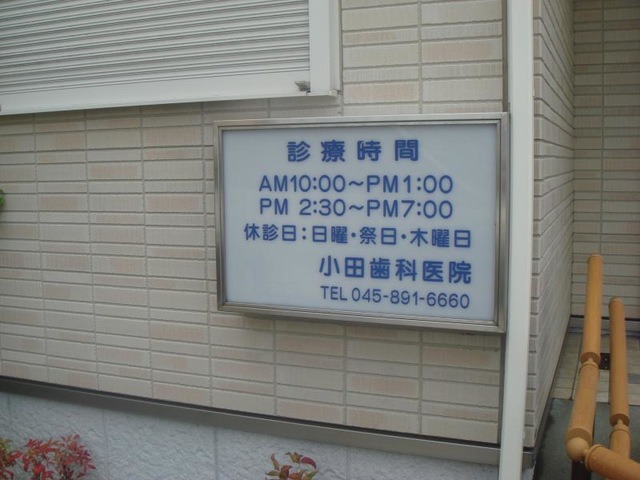 診療時間
AM10:00～PM1:00
PM 2:30～PM7:00
休診日：日曜・祭日・木曜日
小田歯科医院
TEL 045-891-6660